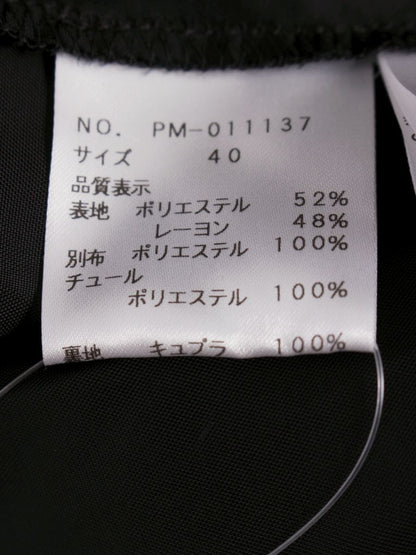 NO. PM-011137
サイズ 40
品質表示
表地 ポリエステル 52%
レーヨン 48%
別布 ポリエステル 100%
チュール
ポリエステル 100%
裏地 キュプラ 100%